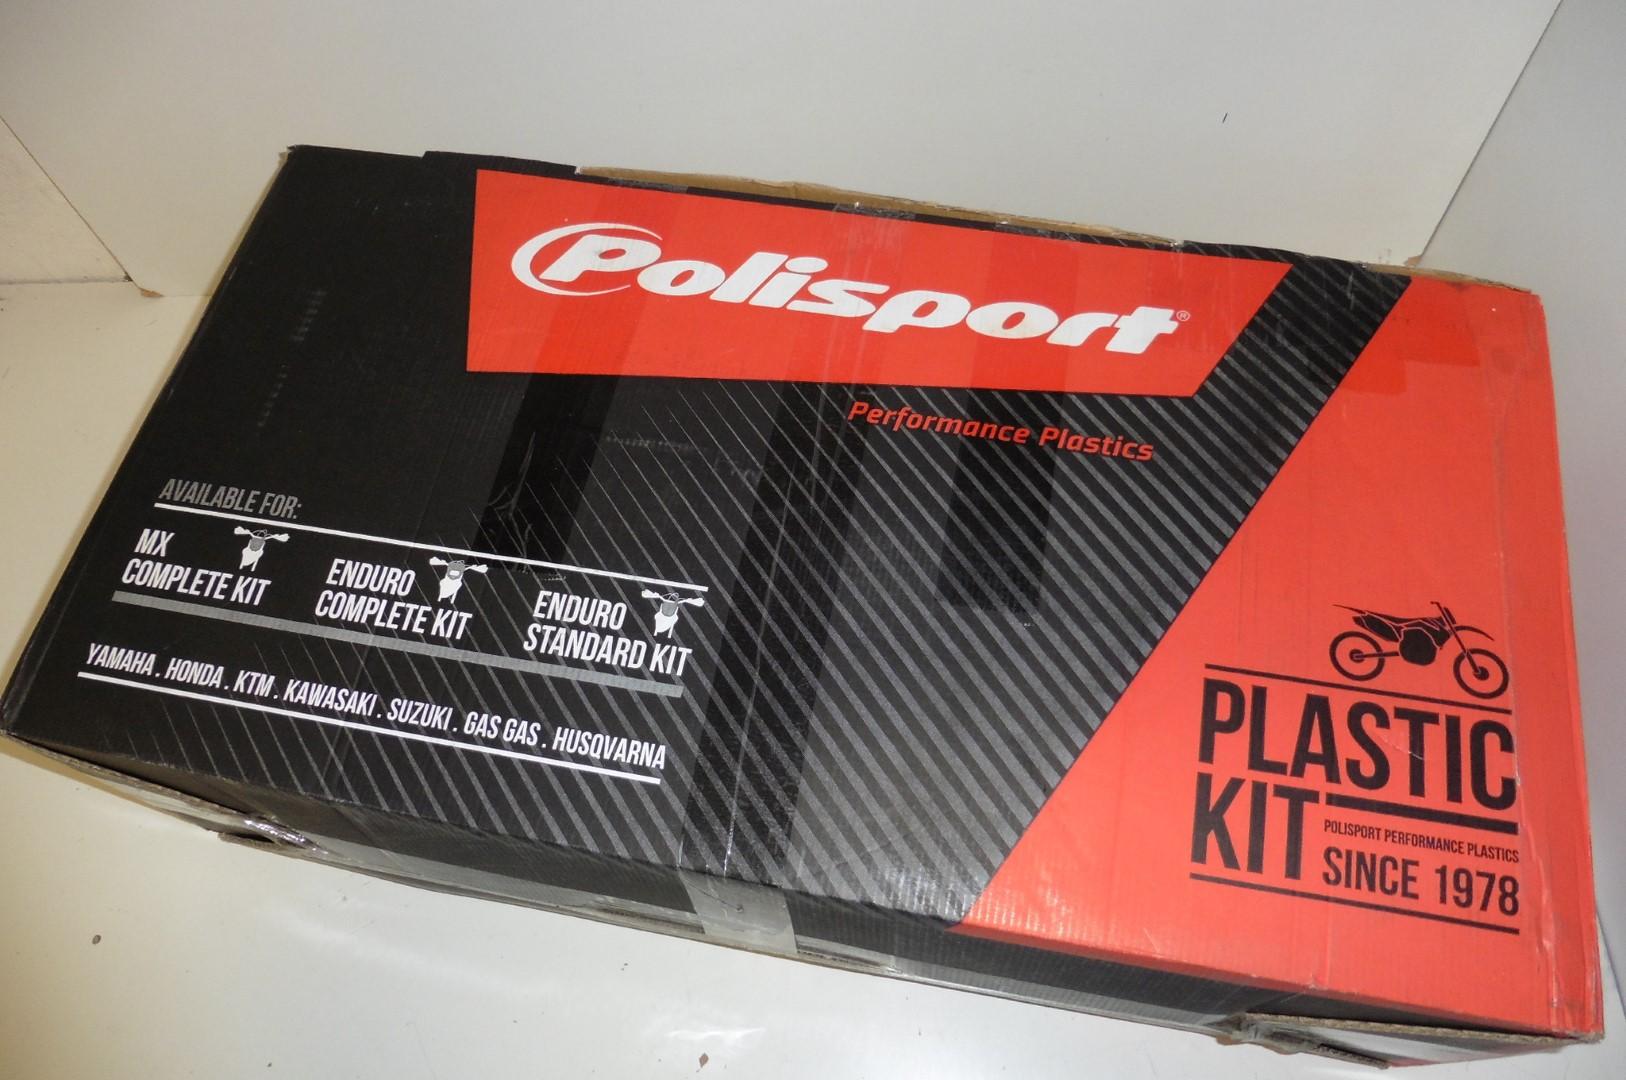 Polisport®
Performance Plastics
AVAILABLE FOR:
MX
COMPLETE KIT
ENDURO
COMPLETE KIT
ENDURO
STANDARD KIT
YAMAHA . HONDA . KTM . KAWASAKI . SUZUKI . GAS GAS . HUSQVARNA
PLASTIC
KIT
POLISPORT PERFORMANCE PLASTICS
SINCE 1978